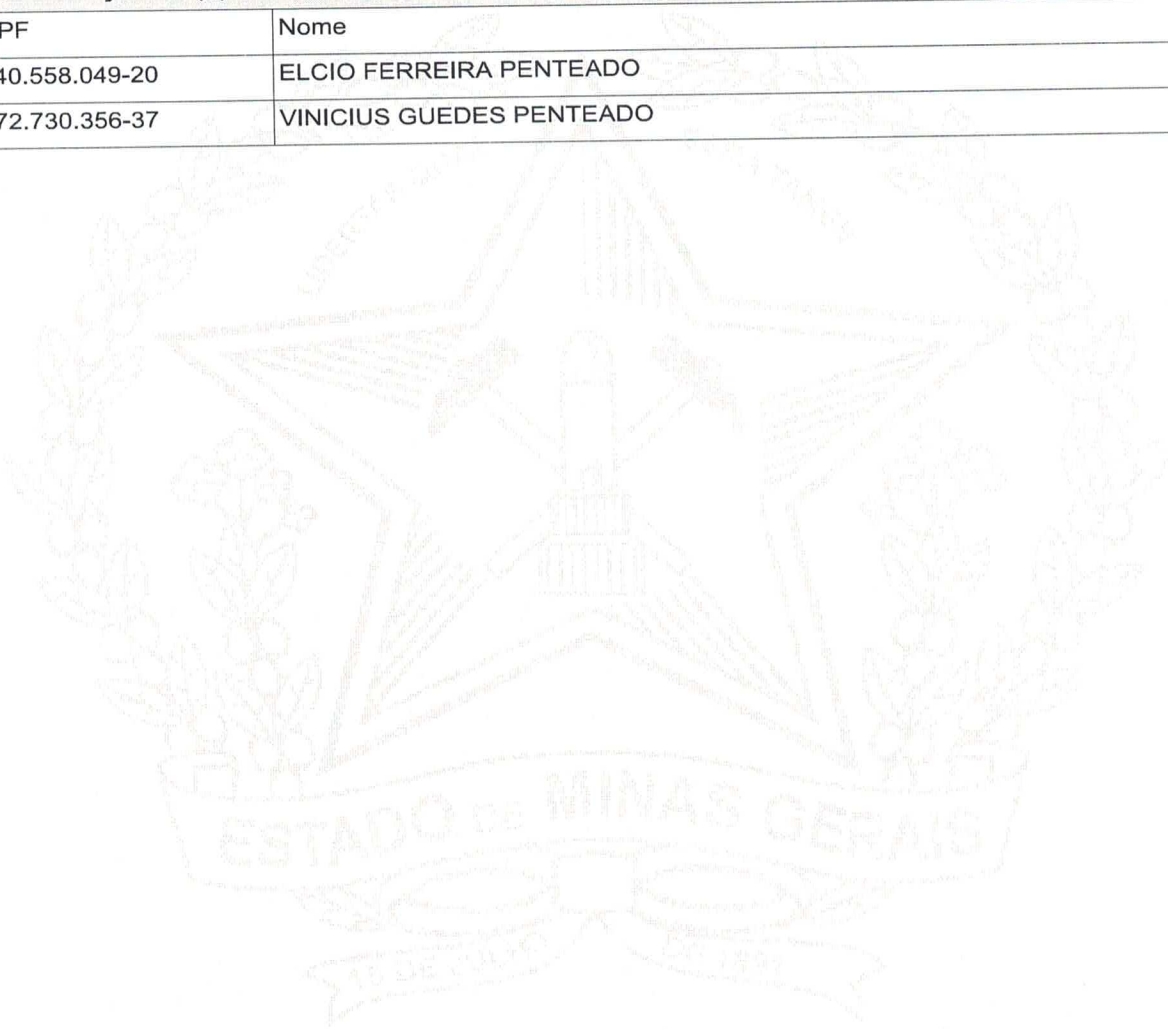 PF Nome
40.558.049-20 ELCIO FERREIRA PENTEADO
72.730.356-37 VINICIUS GUEDES PENTEADO
ESTADO DE MINAS GERAIS